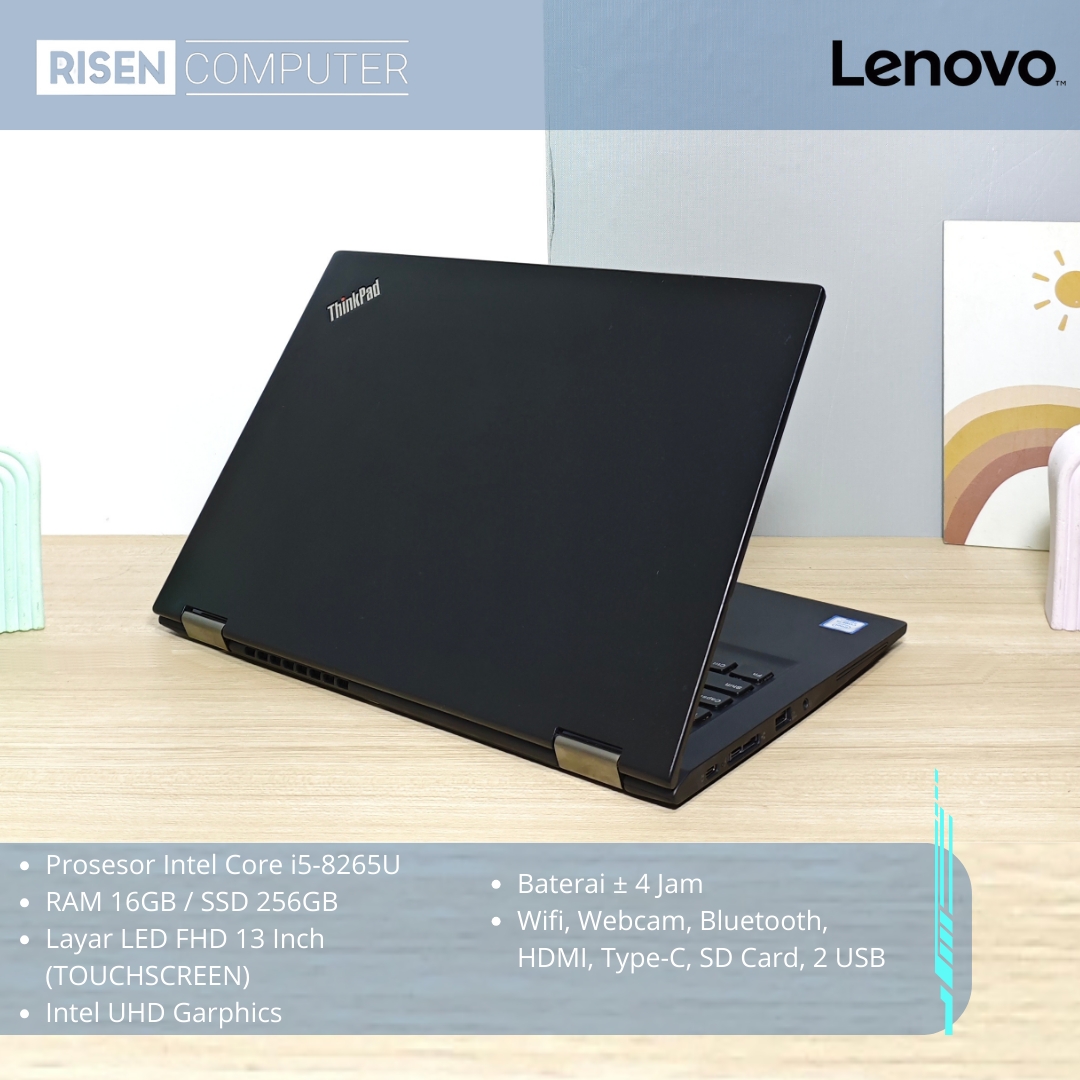 RISEN COMPUTER
Lenovo™
ThinkPad
Prosesor Intel Core i5-8265U
RAM 16GB / SSD 256GB
Layar LED FHD 13 Inch
(TOUCHSCREEN)
Intel UHD Garphics
Baterai ± 4 Jam
Wifi, Webcam, Bluetooth,
HDMI, Type-C, SD Card, 2 USB